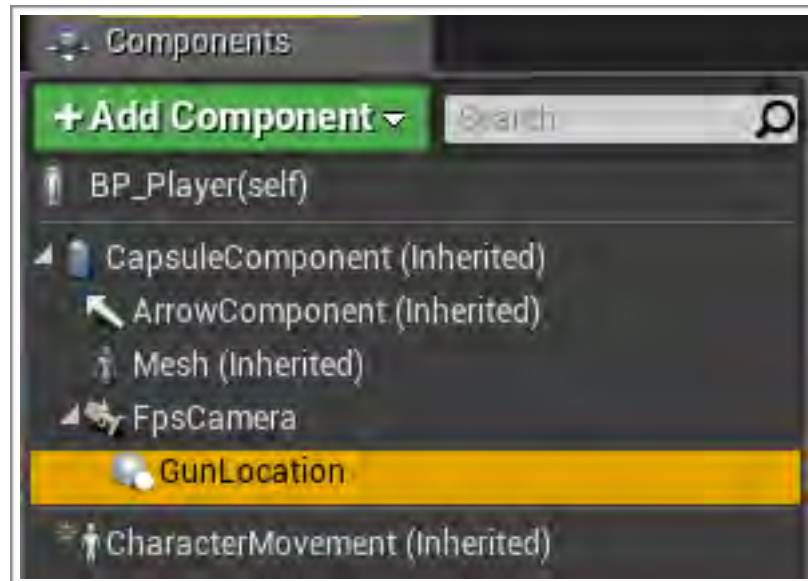 Components
+ Add Component
Search
BP_Player(self)
CapsuleComponent (Inherited)
ArrowComponent (Inherited)
Mesh (Inherited)
FpsCamera
GunLocation
CharacterMovement (Inherited)